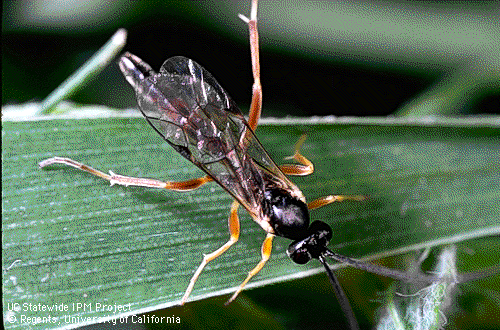 UC Statewide IPM Project
© Regents, University of California